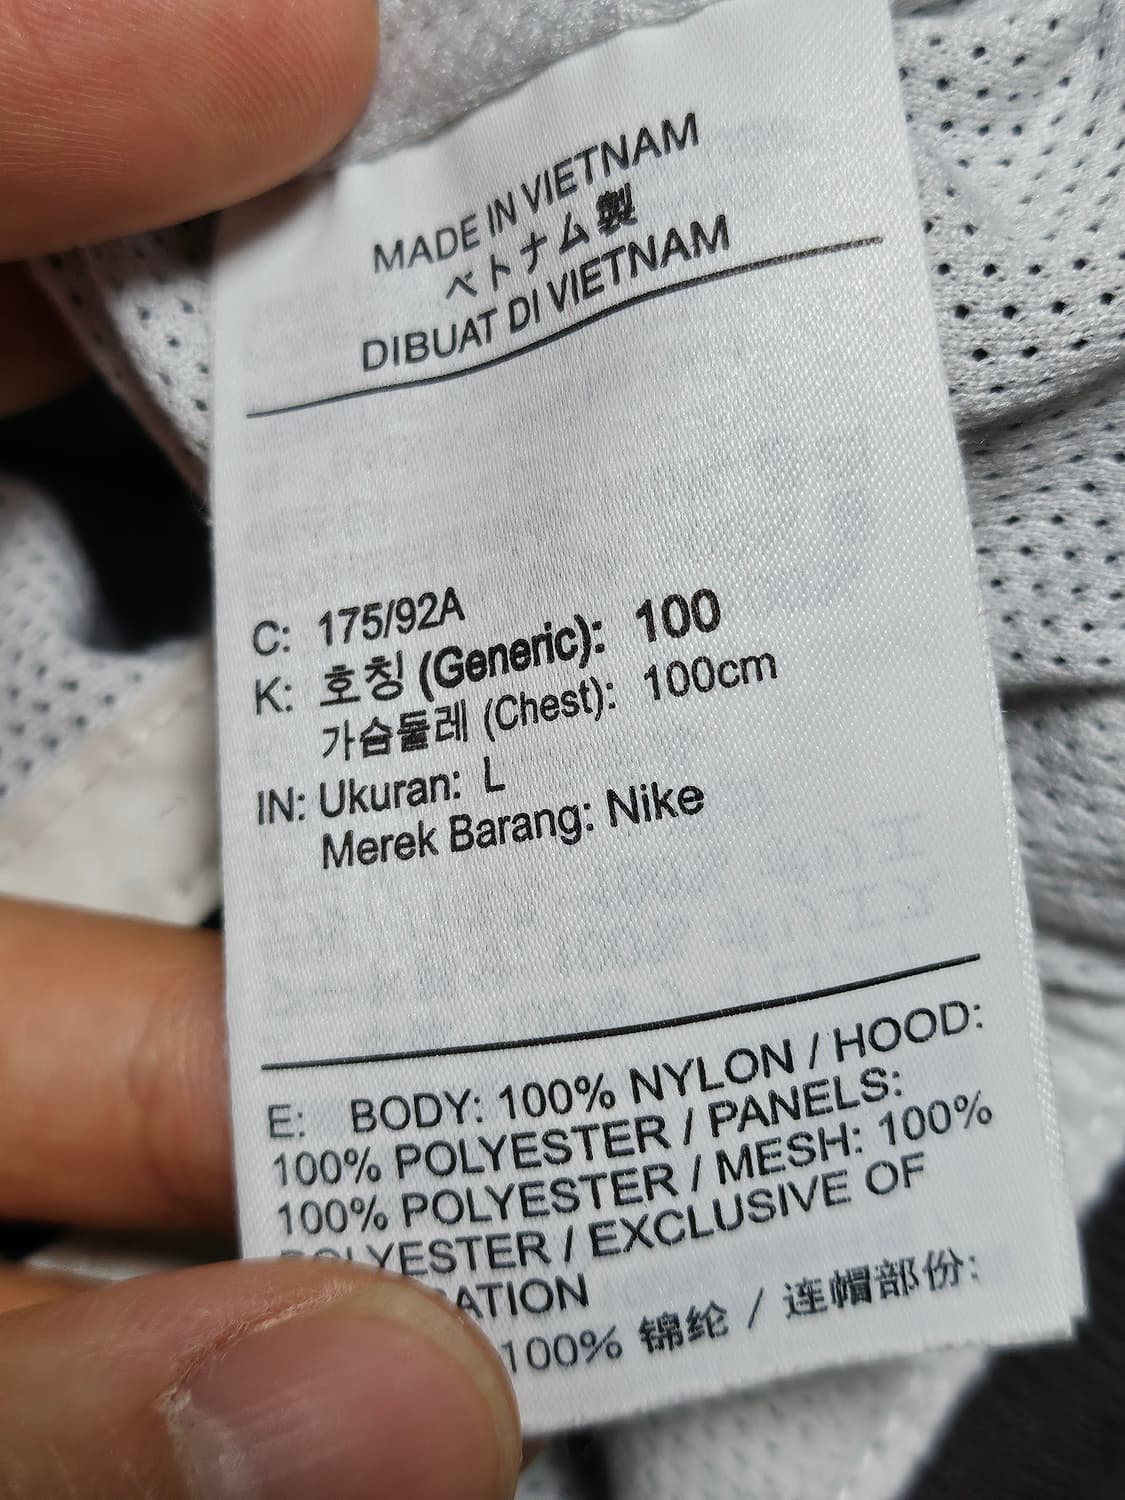 MADE IN VIETNAM
ベトナム製
DIBUAT DI VIETNAM
C: 175/92A
K: 호칭 (Generic): 100
가슴둘레 (Chest): 100cm
IN: Ukuran: L
Merek Barang: Nike
E: BODY: 100% NYLON / HOOD:
100% POLYESTER / PANELS:
100% POLYESTER / MESH: 100%
POLYESTER / EXCLUSIVE OF
100% 锦纶 / 连帽部份: